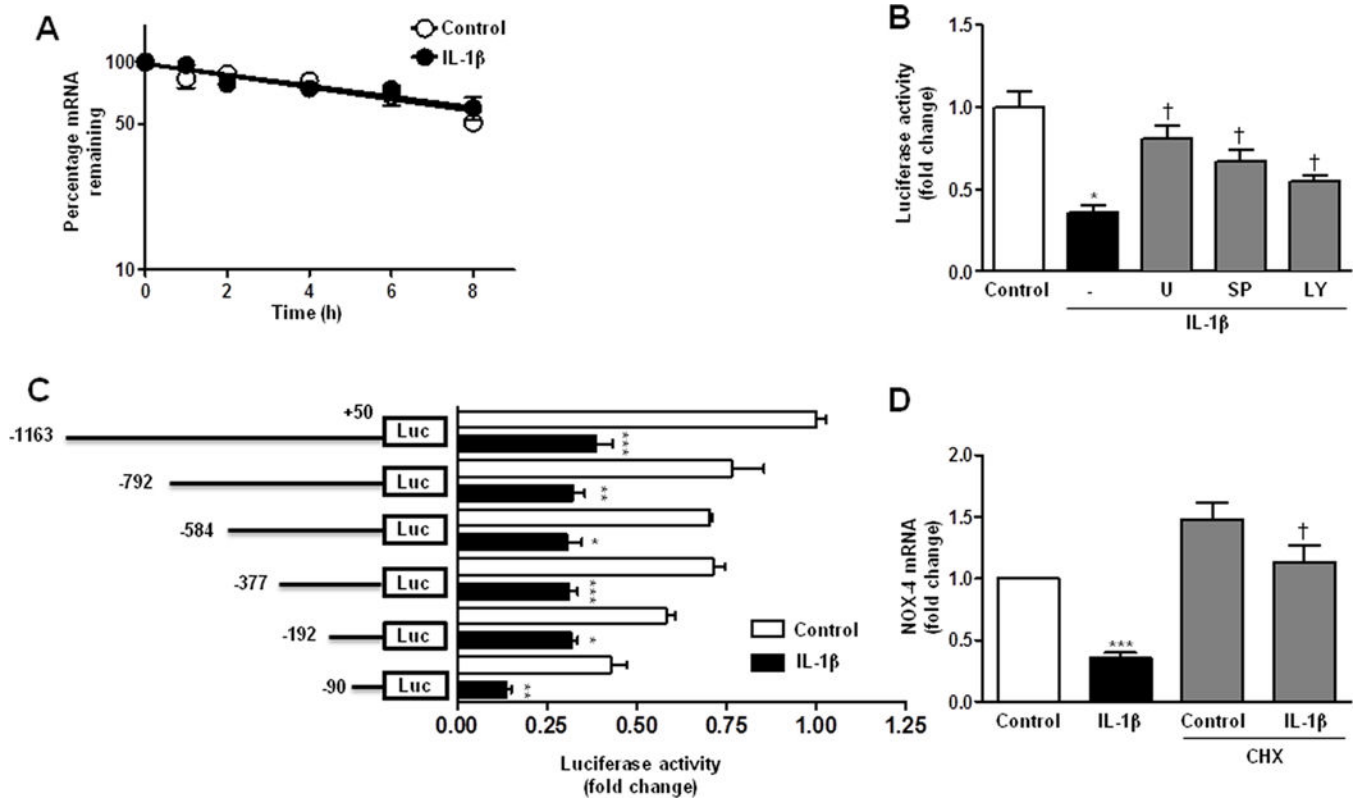 A
Control
IL-1β
Percentage mRNA
remaining
100
50
10
0 2 4 6 8
Time (h)
B
Luciferase activity
(fold change)
1.5
1.0
0.5
0.0
*
†
†
†
Control - U SP LY
IL-1β
C
+50
-1163 Luc
***
-792 Luc
**
-584 Luc
*
-377 Luc
***
-192 Luc
*
-90 Luc
**
Control
IL-1β
0.00 0.25 0.50 0.75 1.00 1.25
Luciferase activity
(fold change)
D
NOX-4 mRNA
(fold change)
2.0
1.5
1.0
0.5
0.0
***
†
Control IL-1β Control IL-1β
CHX